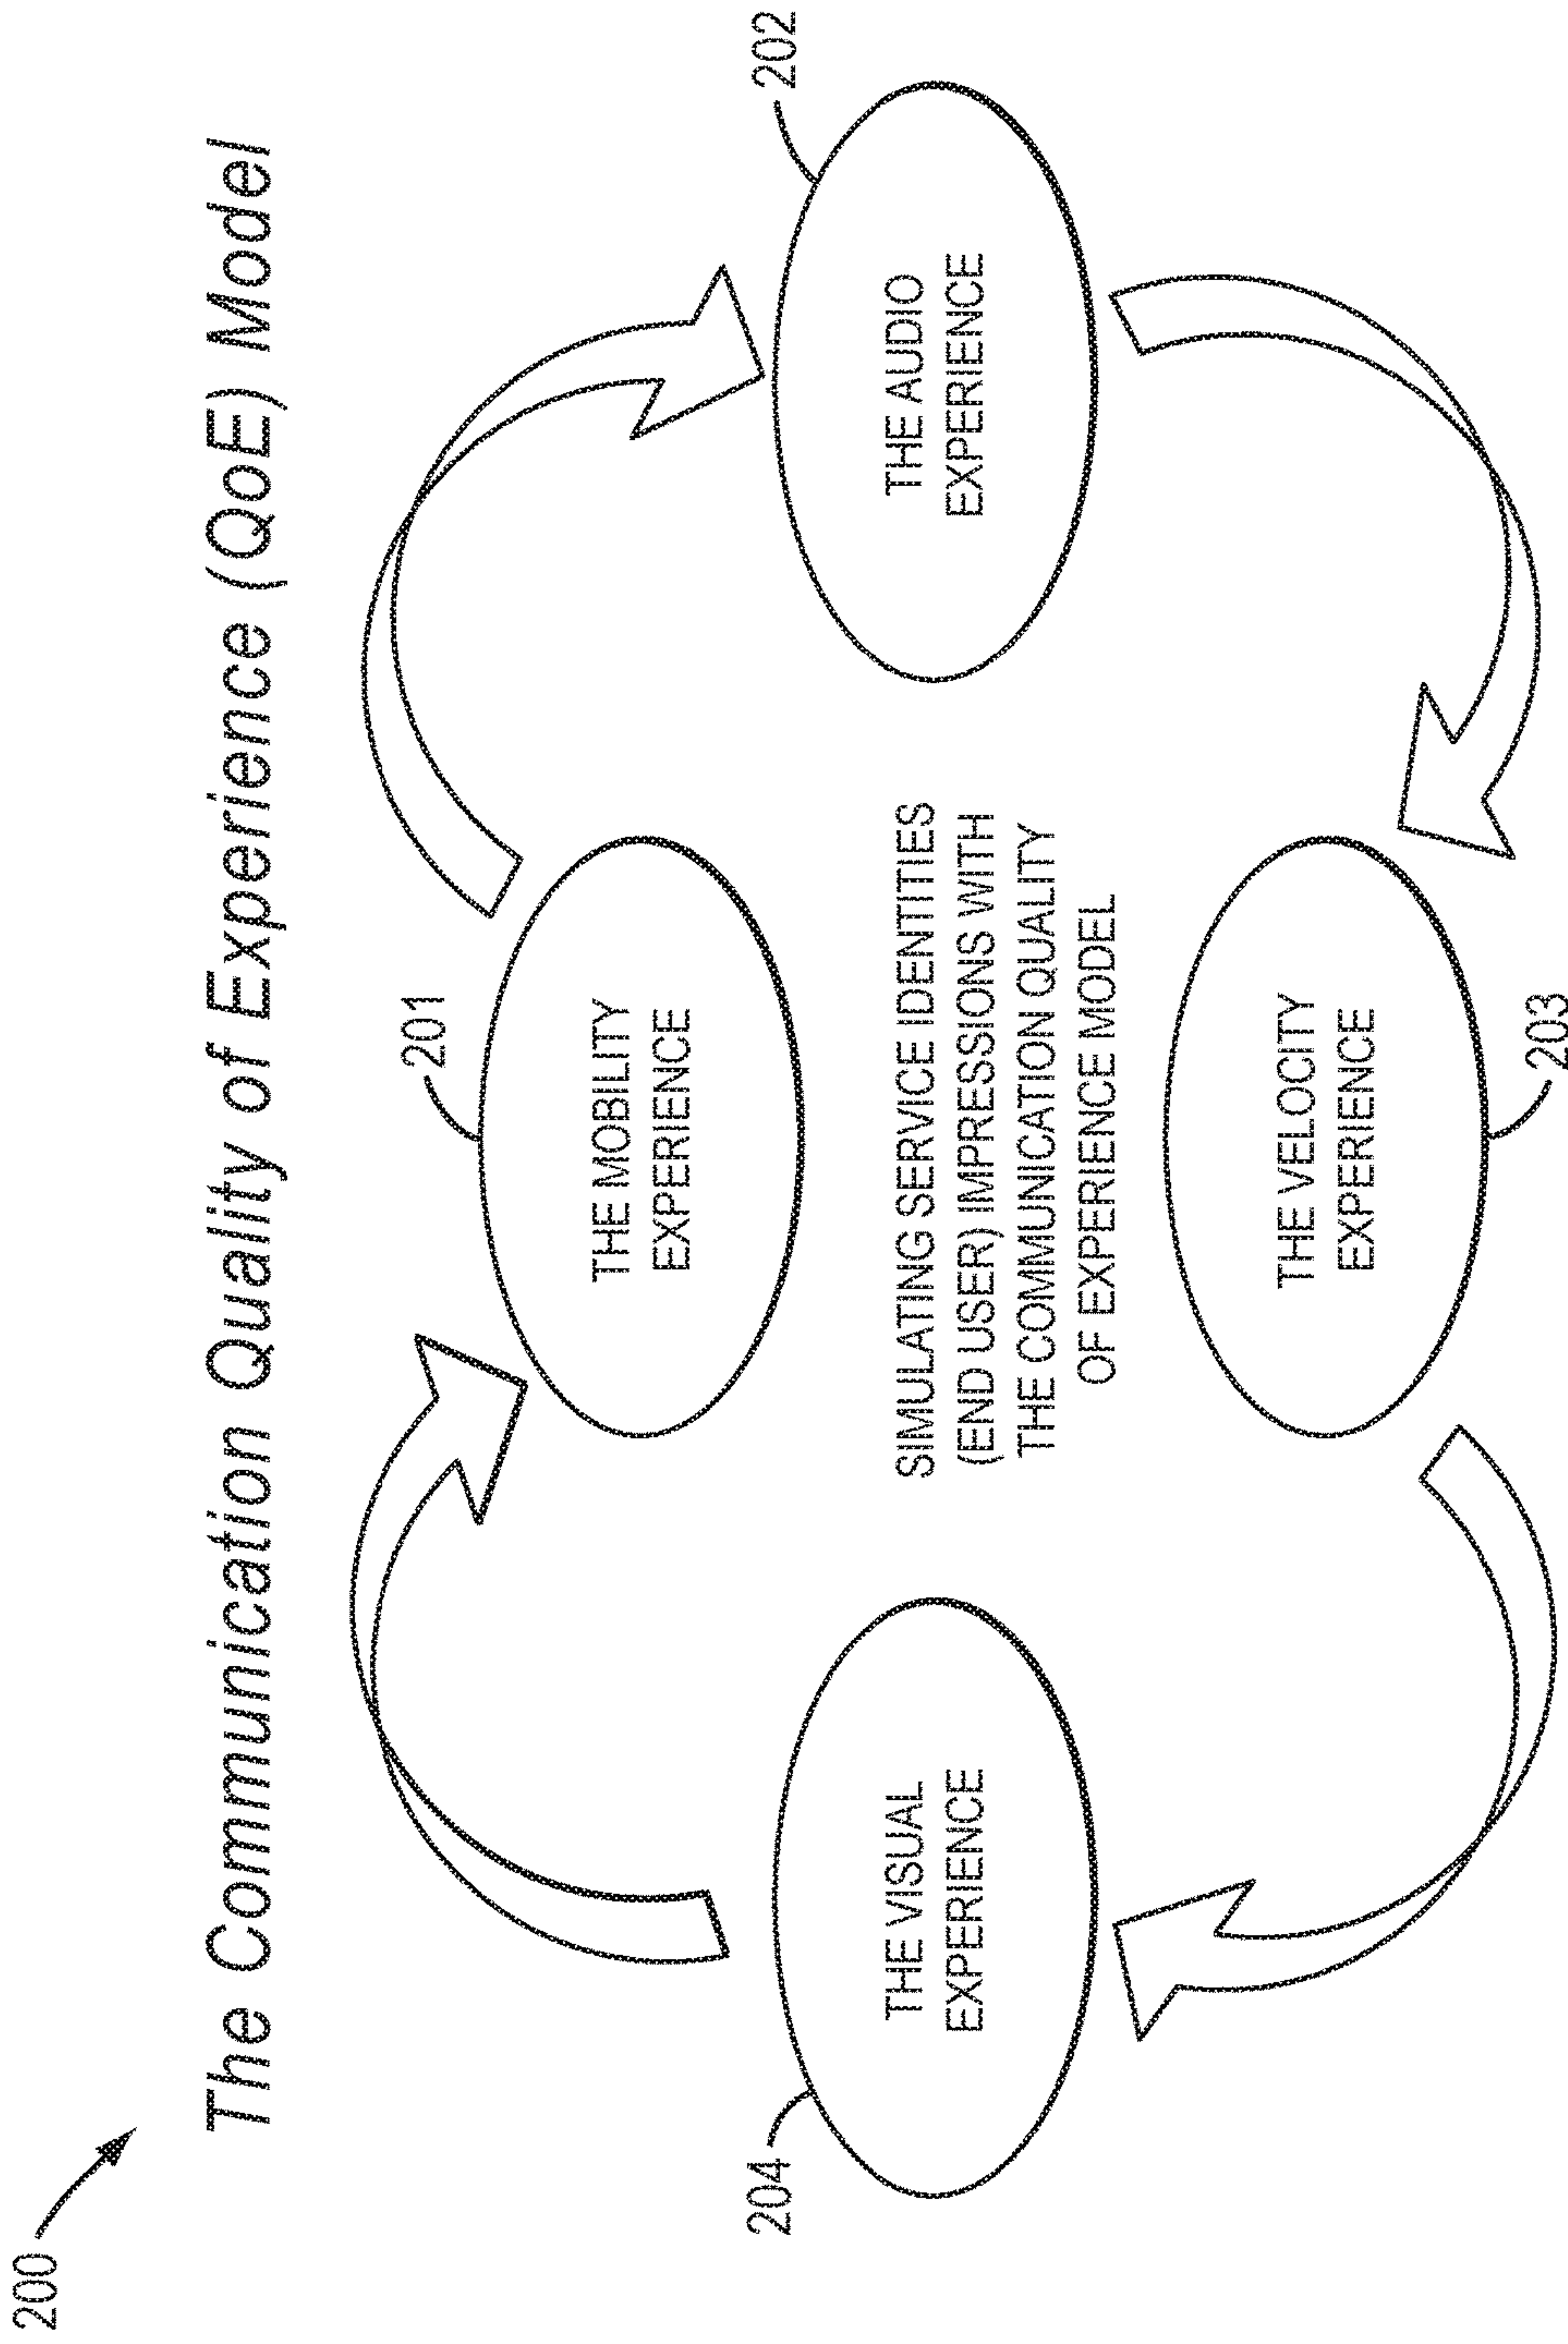 200
The Communication Quality of Experience (QoE) Model
201
THE MOBILITY
EXPERIENCE
202
THE AUDIO
EXPERIENCE
204
THE VISUAL
EXPERIENCE
SIMULATING SERVICE IDENTITIES
(END USER) IMPRESSIONS WITH
THE COMMUNICATION QUALITY
OF EXPERIENCE MODEL
THE VELOCITY
EXPERIENCE
203